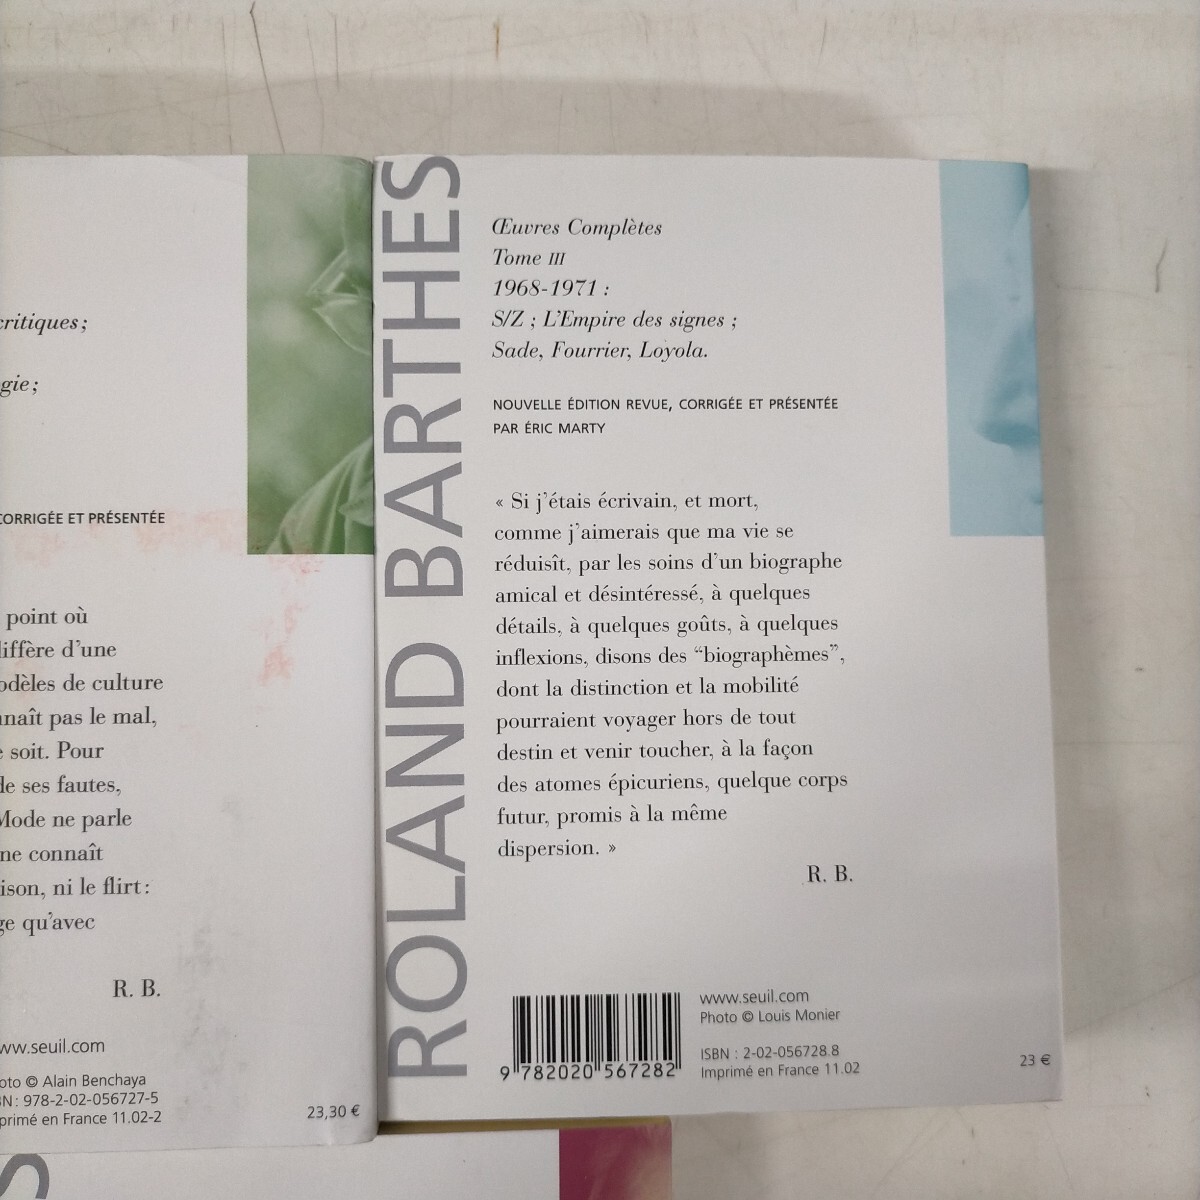 critiques;
gie;
CORRIGÉE ET PRÉSENTÉE
point où
diffère d'une
modèles de culture
nnaît pas le mal,
soit. Pour
de ses fautes,
Mode ne parle
ne connaît
ison, ni le flirt:
ge qu'avec
R. B.
ww.seuil.com
oto © Alain Benchaya
BN: 978-2-02-056727-5
primé en France 11.02-2
23,30 €
ROLAND BARTHES
Œuvres Complètes
Tome III
1968-1971 :
S/Z ; L'Empire des signes ;
Sade, Fourrier, Loyola.
NOUVELLE ÉDITION REVUE, CORRIGÉE ET PRÉSENTÉE
PAR ÉRIC MARTY
« Si j'étais écrivain, et mort,
comme j'aimerais que ma vie se
réduisît, par les soins d'un biographe
amical et désintéressé, à quelques
détails, à quelques goûts, à quelques
inflexions, disons des “biographèmes”,
dont la distinction et la mobilité
pourraient voyager hors de tout
destin et venir toucher, à la façon
des atomes épicuriens, quelque corps
futur, promis à la même
dispersion. »
R. B.
9 782020 567282
www.seuil.com
Photo © Louis Monier
ISBN : 2-02-056728.8
Imprimé en France 11.02
23 €
S